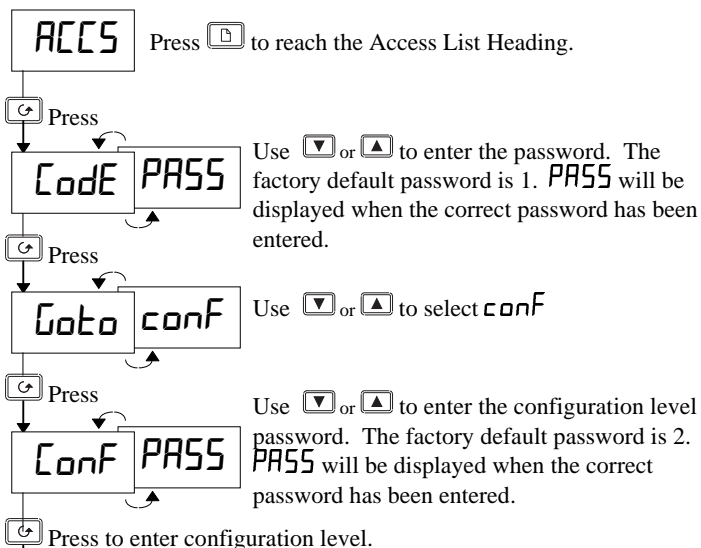 ACCS
Press to reach the Access List Heading.
Press
CodE PASS
Use or to enter the password. The
factory default password is 1. PASS will be
displayed when the correct password has been
entered.
Press
Goto conF
Use or to select conF
Press
ConF PASS
Use or to enter the configuration level
password. The factory default password is 2.
PASS will be displayed when the correct
password has been entered.
Press to enter configuration level.